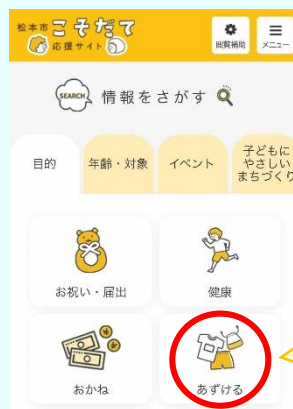 松本市こそだて
応援サイト
閲覧補助
メニュー
SEARCH 情報をさがす
目的
年齢・対象
イベント
子どもに
やさしい
まちづくり
お祝い・届出
健康
おかね
あずける